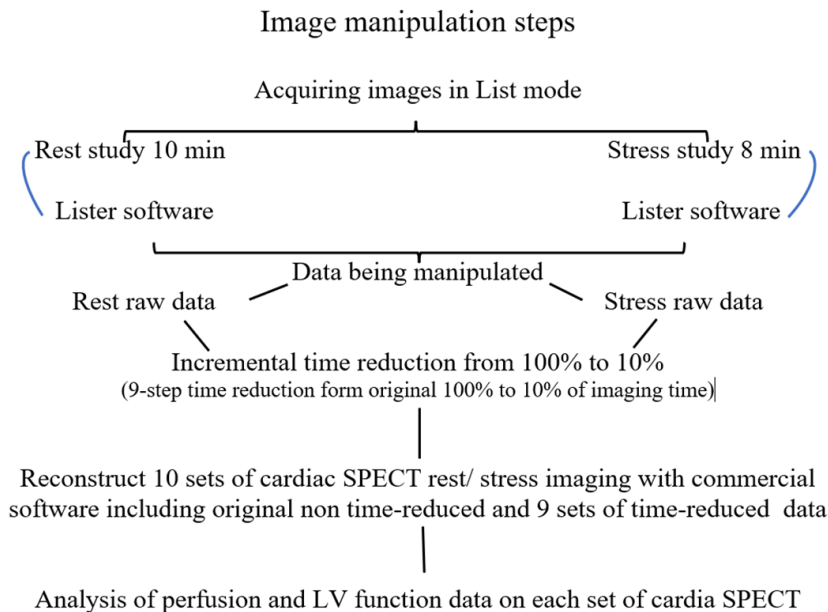 Image manipulation steps
Acquiring images in List mode
Rest study 10 min
Stress study 8 min
Lister software
Lister software
Data being manipulated
Rest raw data
Stress raw data
Incremental time reduction from 100% to 10%
(9-step time reduction form original 100% to 10% of imaging time)
Reconstruct 10 sets of cardiac SPECT rest/ stress imaging with commercial
software including original non time-reduced and 9 sets of time-reduced data
Analysis of perfusion and LV function data on each set of cardia SPECT